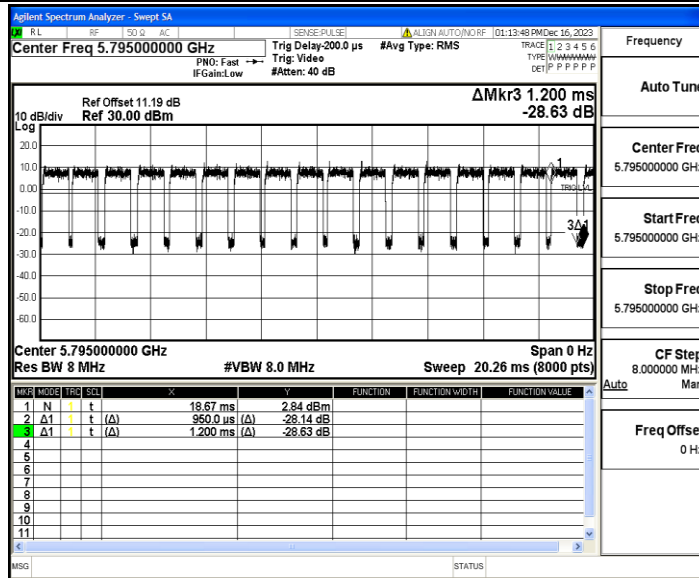 Agilent Spectrum Analyzer - Swept SA
RL RF 50 Ω AC SENSE:PULSE ALIGN AUTO/NO RF 01:13:48 PM Dec 16, 2023
Center Freq 5.795000000 GHz
PNO: Fast
IFGain:Low
Trig Delay-200.0 µs
Trig: Video
#Atten: 40 dB
#Avg Type: RMS
TRACE 1 2 3 4 5 6
TYPE
DET P P P P P P
Ref Offset 11.19 dB
10 dB/div Ref 30.00 dBm
Log
ΔMkr3 1.200 ms
-28.63 dB
20.0
10.0
0.00
-10.0
-20.0
-30.0
-40.0
-50.0
-60.0
1
3Δ1
Center 5.795000000 GHz Span 0 Hz
Res BW 8 MHz #VBW 8.0 MHz Sweep 20.26 ms (8000 pts)
MKR MODE TRC SCL X Y FUNCTION FUNCTION WIDTH FUNCTION VALUE
1 N 1 t 18.67 ms 2.84 dBm
2 Δ1 1 t (Δ) 950.0 µs (Δ) -28.14 dB
3 Δ1 1 t (Δ) 1.200 ms (Δ) -28.63 dB
4
5
6
7
8
9
10
11
MSG STATUS
Frequency
Auto Tune
Center Freq
5.795000000 GHz
Start Freq
5.795000000 GHz
Stop Freq
5.795000000 GHz
CF Step
8.000000 MHz
Auto Man
Freq Offset
0 Hz